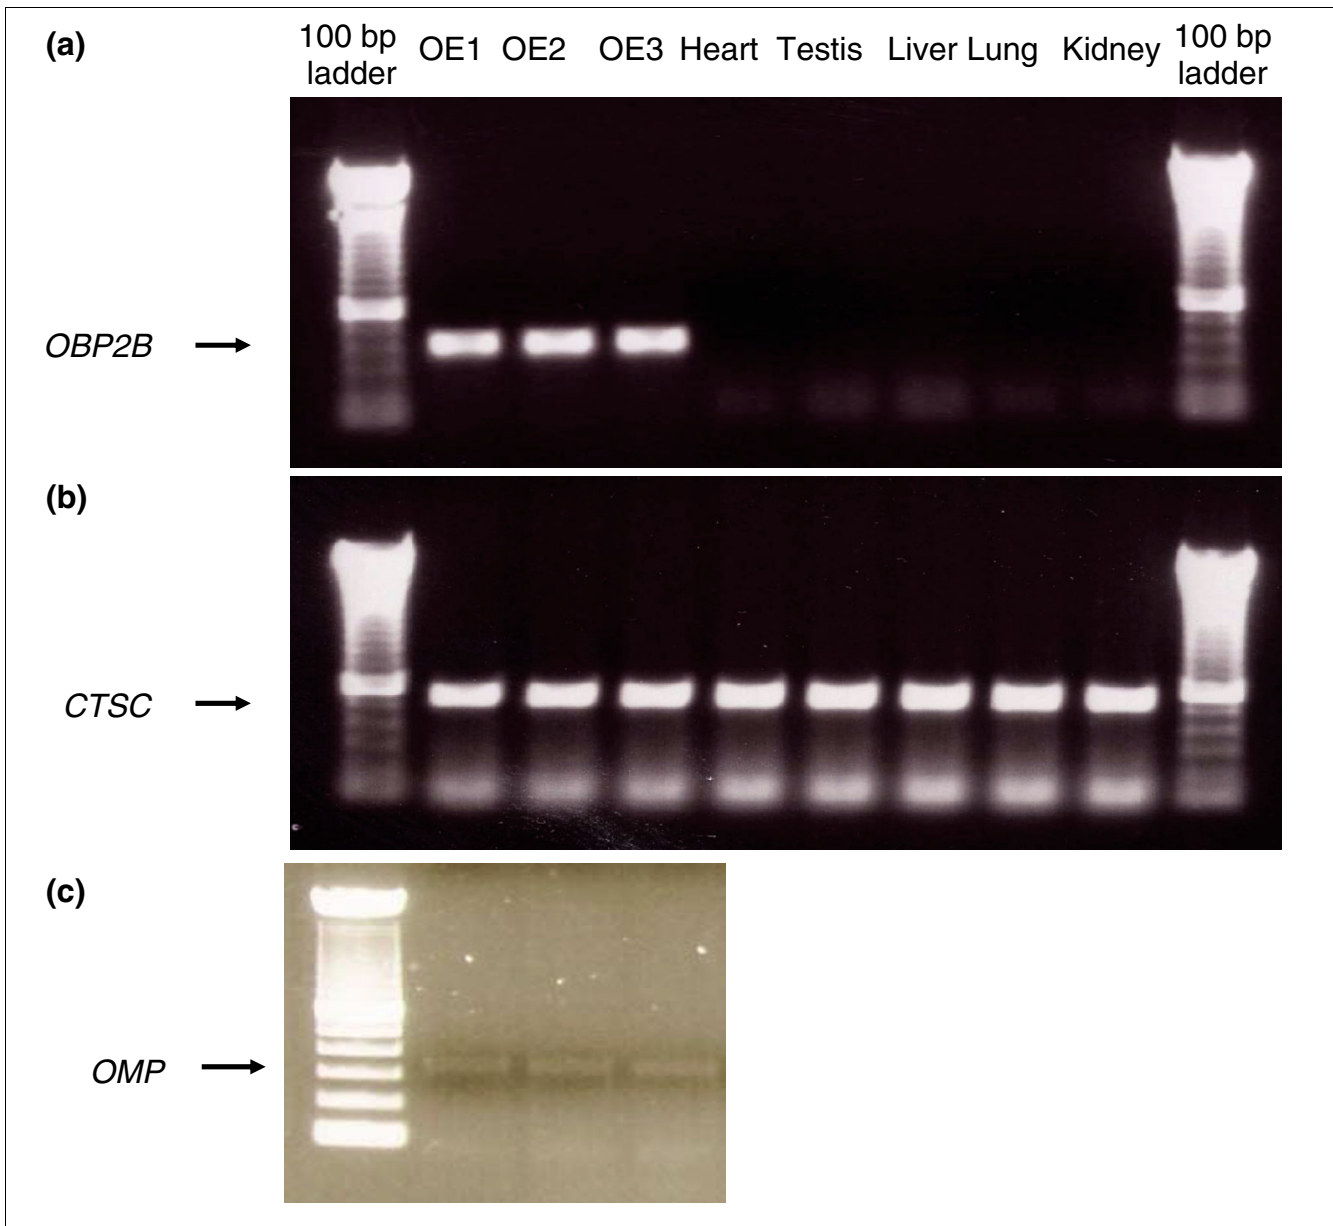 (a)
100 bp ladder OE1 OE2 OE3 Heart Testis Liver Lung Kidney 100 bp ladder
OBP2B
(b)
CTSC
(c)
OMP